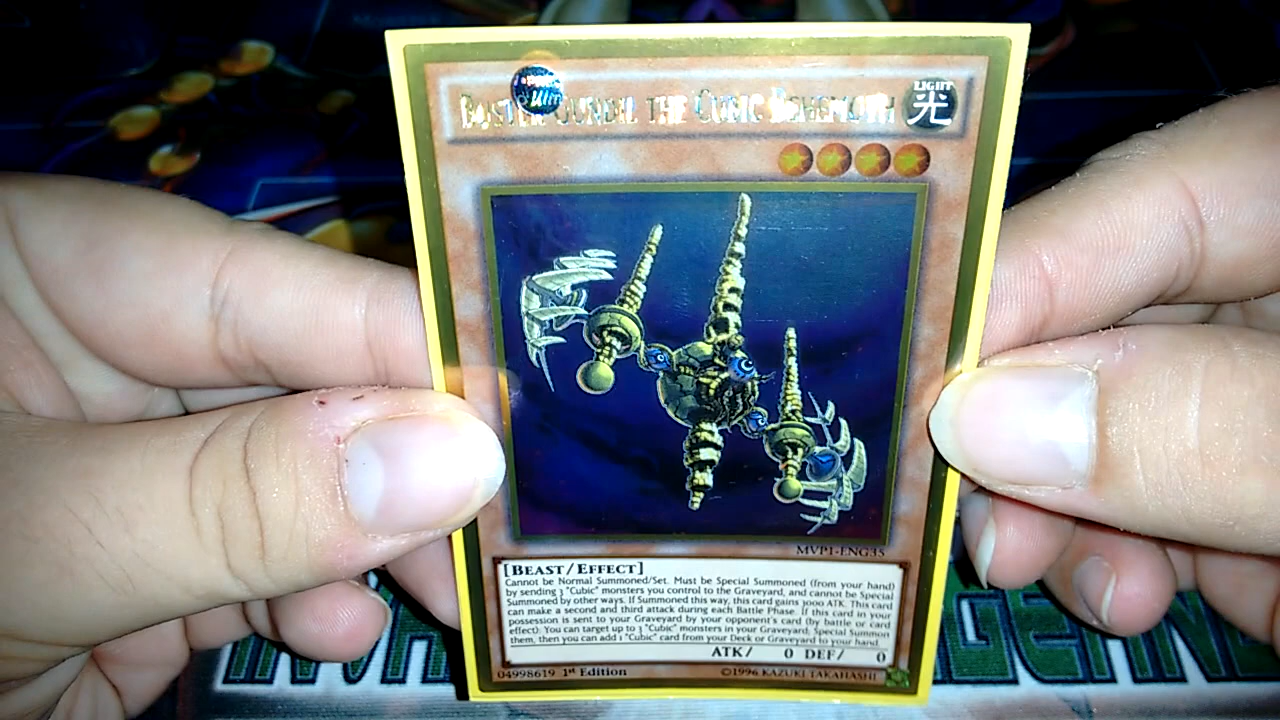 BUSTER GUNDIL THE CUBIC BEHEMOTH
LIGHT
光
MVP1-ENG35
[BEAST/EFFECT]
Cannot be Normal Summoned/Set. Must be Special Summoned (from your hand)
by sending 3 "Cubic" monsters you control to the Graveyard, and cannot be Special
Summoned by other ways. If Summoned this way, this card gains 3000 ATK. This card
can make a second and third attack during each Battle Phase. If this card in your
possession is sent to your Graveyard by your opponent's card (by battle or card
effect): You can target up to 3 "Cubic" monsters in your Graveyard; Special Summon
them, then you can add 1 "Cubic" card from your Deck or Graveyard to your hand.
ATK/ 0 DEF/ 0
04998619 1st Edition ©1996 KAZUKI TAKAHASHI